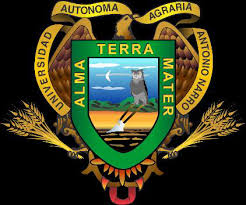 UNIVERSIDAD AUTONOMA AGRARIA ANTONIO NARRO
ALMA TERRA MATER